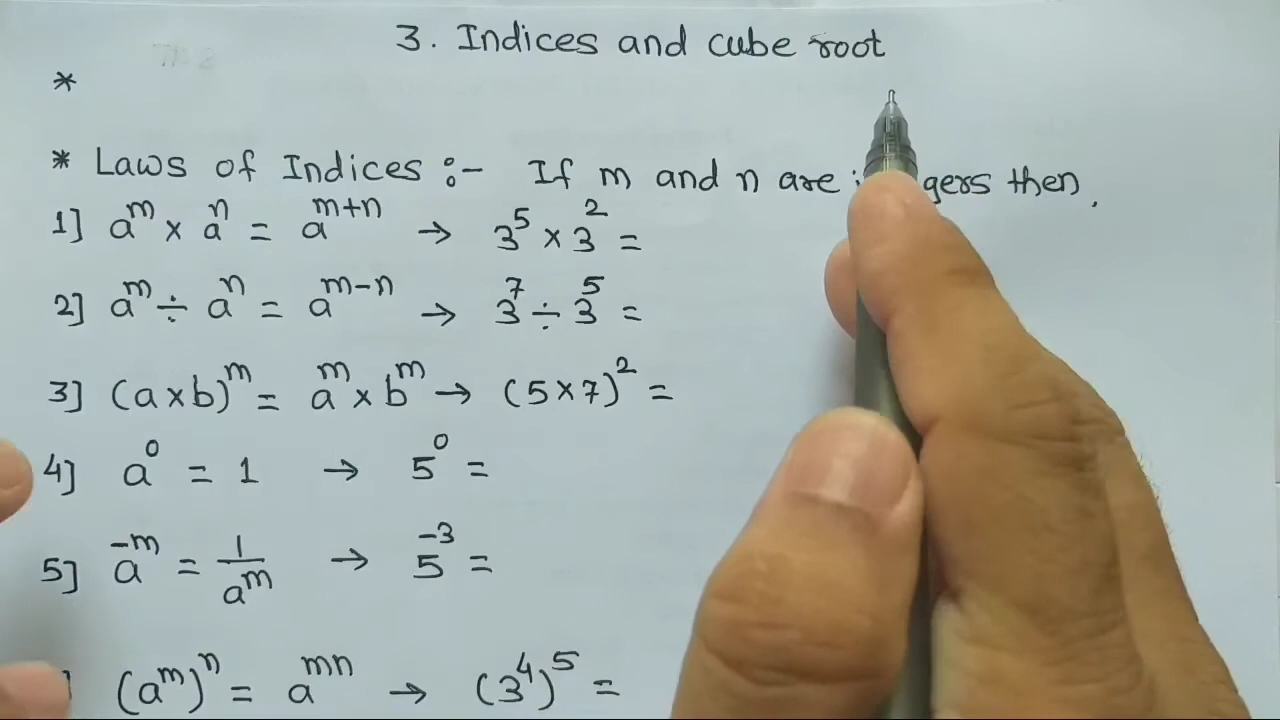 3. Indices and cube root
*
* Laws of Indices :- If m and n are gers then,
1] a^m × a^n = a^(m+n) → 3^5 × 3^2 =
2] a^m ÷ a^n = a^(m-n) → 3^7 ÷ 3^5 =
3] (a×b)^m = a^m × b^m → (5×7)^2 =
4] a^0 = 1 → 5^0 =
5] a^-m = 1/a^m → 5^-3 =
] (a^m)^n = a^mn → (3^4)^5 =